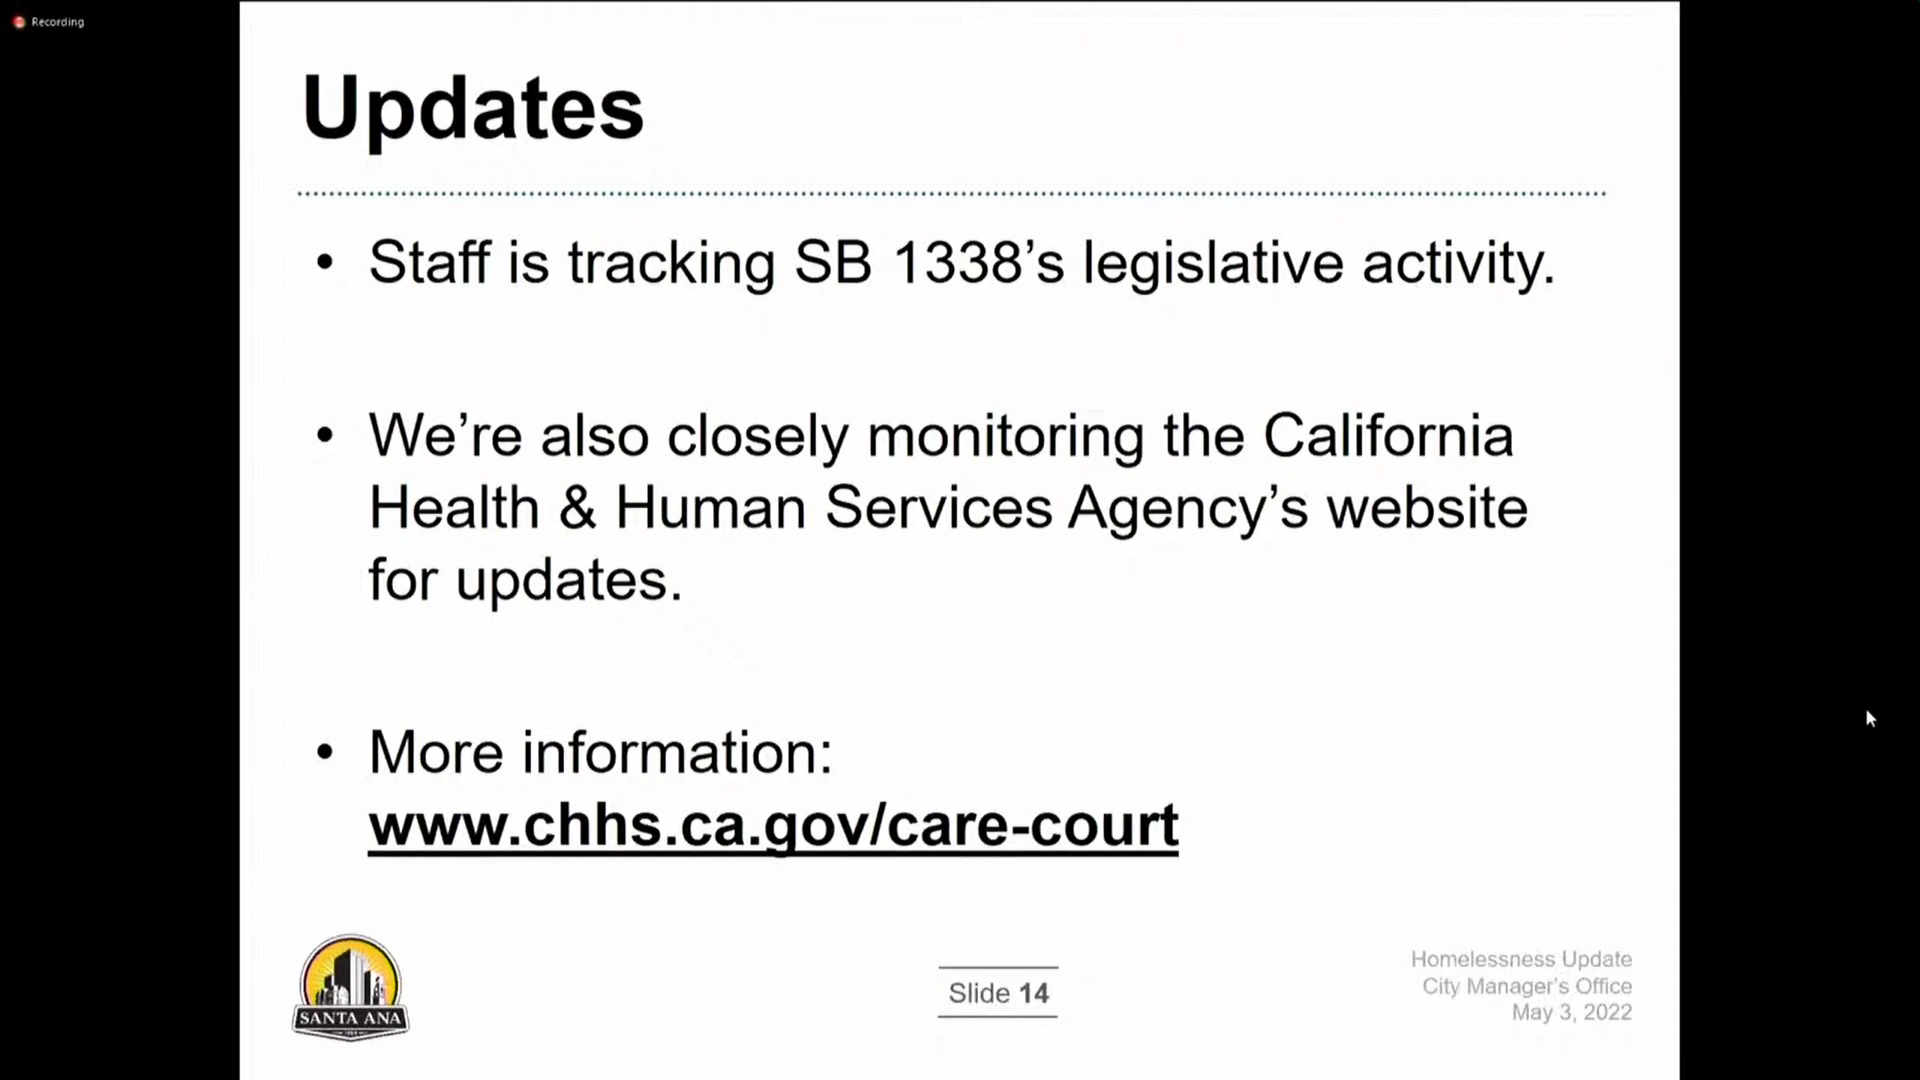 Recording
Updates
• Staff is tracking SB 1338’s legislative activity.
• We’re also closely monitoring the California
Health & Human Services Agency’s website
for updates.
• More information:
www.chhs.ca.gov/care-court
SANTA ANA
Slide 14
Homelessness Update
City Manager’s Office
May 3, 2022